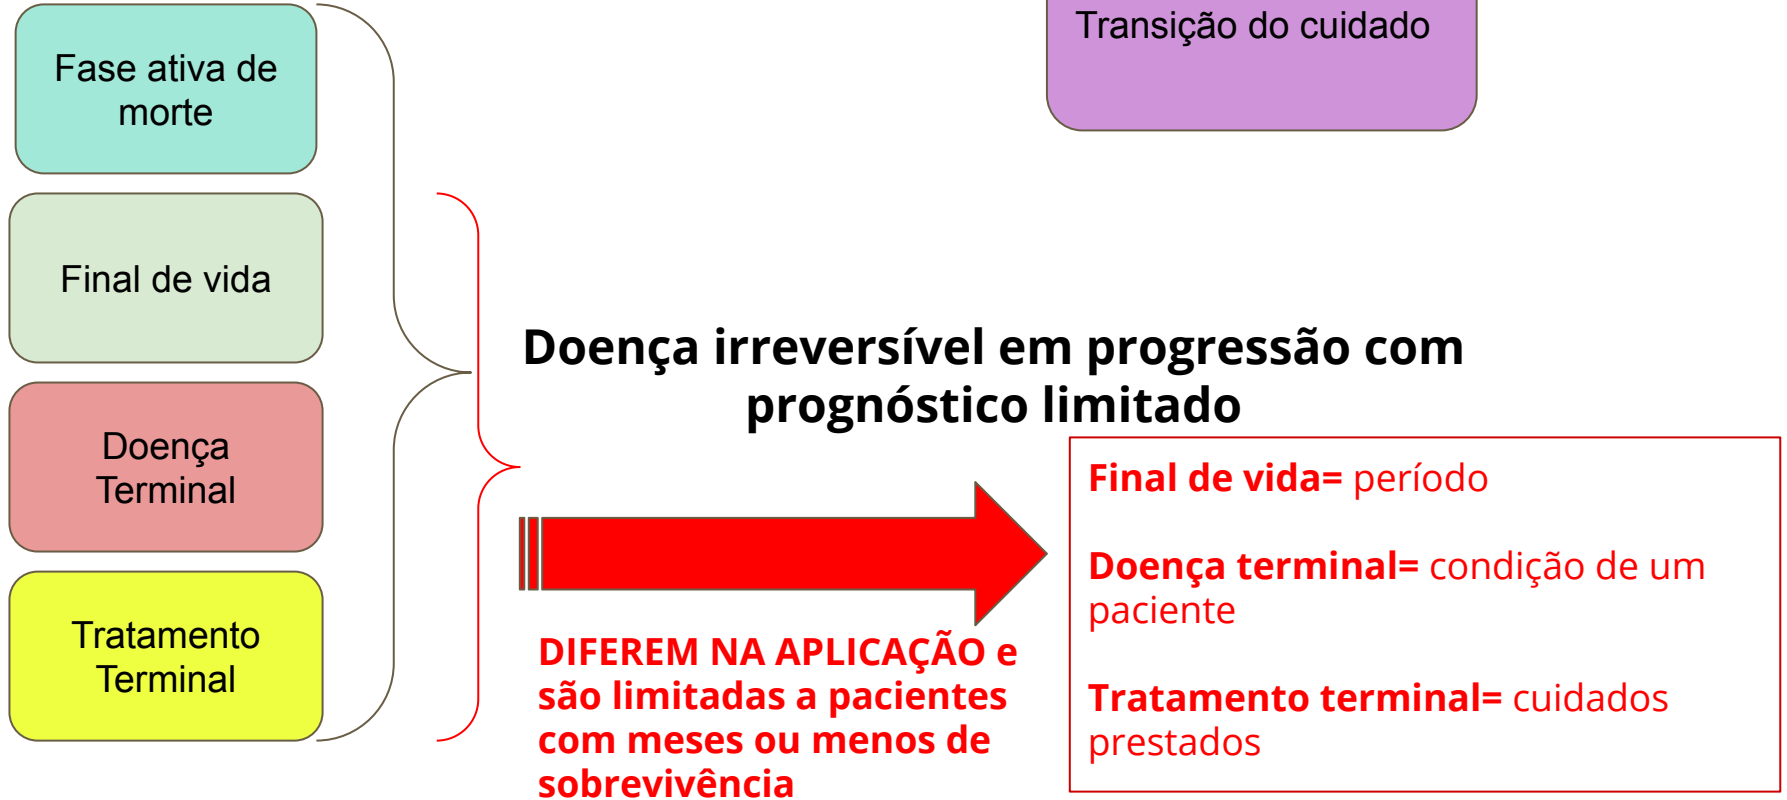 Transição do cuidado
Fase ativa de
morte
Final de vida
Doença
Terminal
Tratamento
Terminal
Doença irreversível em progressão com
prognóstico limitado
DIFEREM NA APLICAÇÃO e
são limitadas a pacientes
com meses ou menos de
sobrevivência
Final de vida= período
Doença terminal= condição de um
paciente
Tratamento terminal= cuidados
prestados